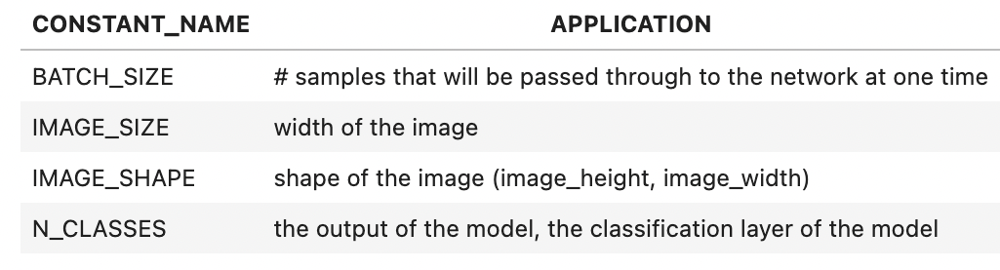 CONSTANT_NAME APPLICATION
BATCH_SIZE # samples that will be passed through to the network at one time
IMAGE_SIZE width of the image
IMAGE_SHAPE shape of the image (image_height, image_width)
N_CLASSES the output of the model, the classification layer of the model